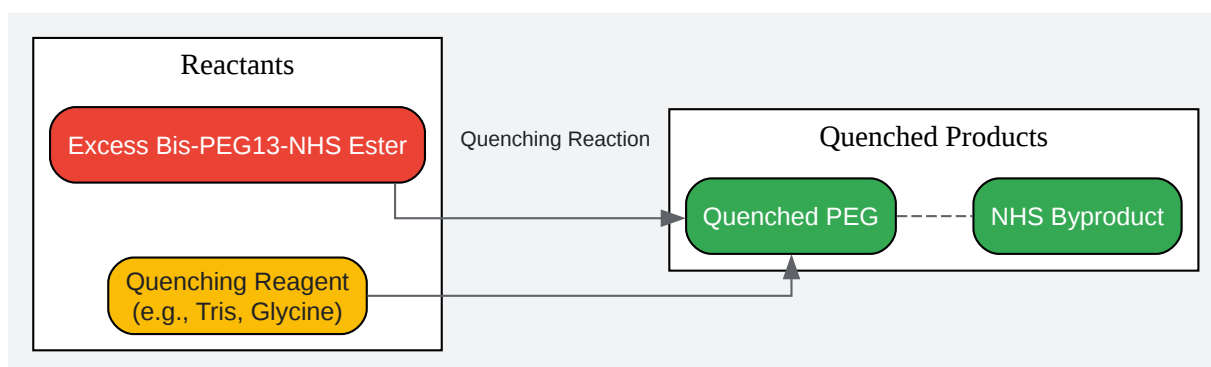 Reactants
Excess Bis-PEG13-NHS Ester
Quenching Reagent
(e.g., Tris, Glycine)
Quenching Reaction
Quenched Products
Quenched PEG
NHS Byproduct